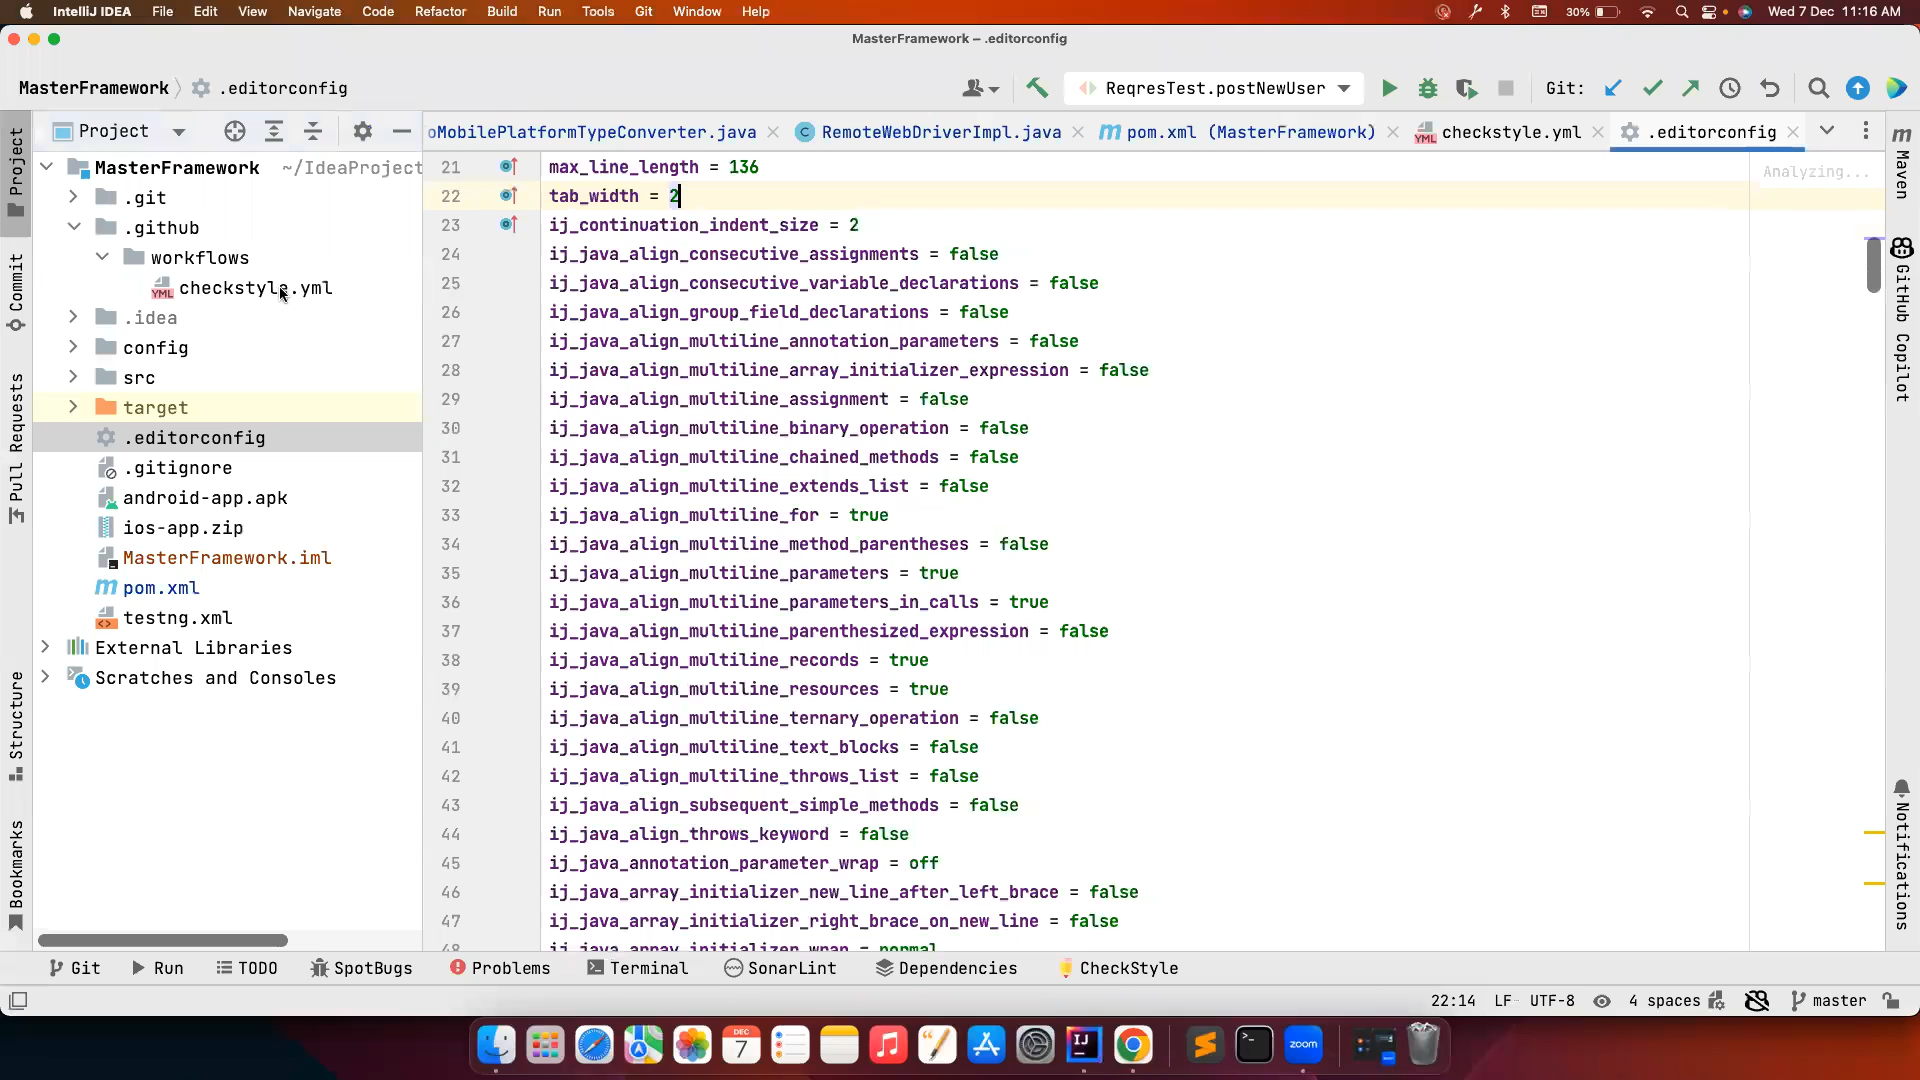 IntelliJ IDEA File Edit View Navigate Code Refactor Build Run Tools Git Window Help 30% Wed 7 Dec 11:16 AM
MasterFramework – .editorconfig
MasterFramework .editorconfig ReqresTest.postNewUser Git:
Project oMobilePlatformTypeConverter.java RemoteWebDriverImpl.java pom.xml (MasterFramework) checkstyle.yml .editorconfig
MasterFramework ~/IdeaProject
.git
.github
workflows
YML checkstyle.yml
.idea
config
src
target
.editorconfig
.gitignore
android-app.apk
ios-app.zip
MasterFramework.iml
pom.xml
testng.xml
External Libraries
Scratches and Consoles
Analyzing...
21 max_line_length = 136
22 tab_width = 2
23 ij_continuation_indent_size = 2
24 ij_java_align_consecutive_assignments = false
25 ij_java_align_consecutive_variable_declarations = false
26 ij_java_align_group_field_declarations = false
27 ij_java_align_multiline_annotation_parameters = false
28 ij_java_align_multiline_array_initializer_expression = false
29 ij_java_align_multiline_assignment = false
30 ij_java_align_multiline_binary_operation = false
31 ij_java_align_multiline_chained_methods = false
32 ij_java_align_multiline_extends_list = false
33 ij_java_align_multiline_for = true
34 ij_java_align_multiline_method_parentheses = false
35 ij_java_align_multiline_parameters = true
36 ij_java_align_multiline_parameters_in_calls = true
37 ij_java_align_multiline_parenthesized_expression = false
38 ij_java_align_multiline_records = true
39 ij_java_align_multiline_resources = true
40 ij_java_align_multiline_ternary_operation = false
41 ij_java_align_multiline_text_blocks = false
42 ij_java_align_multiline_throws_list = false
43 ij_java_align_subsequent_simple_methods = false
44 ij_java_align_throws_keyword = false
45 ij_java_annotation_parameter_wrap = off
46 ij_java_array_initializer_new_line_after_left_brace = false
47 ij_java_array_initializer_right_brace_on_new_line = false
48 ij_java_array_initializer_wrap = normal
Project
Commit
Pull Requests
Structure
Bookmarks
Maven
GitHub Copilot
Notifications
Git Run TODO SpotBugs Problems Terminal SonarLint Dependencies CheckStyle
22:14 LF UTF-8 4 spaces master
DEC
7
IJ
zoom